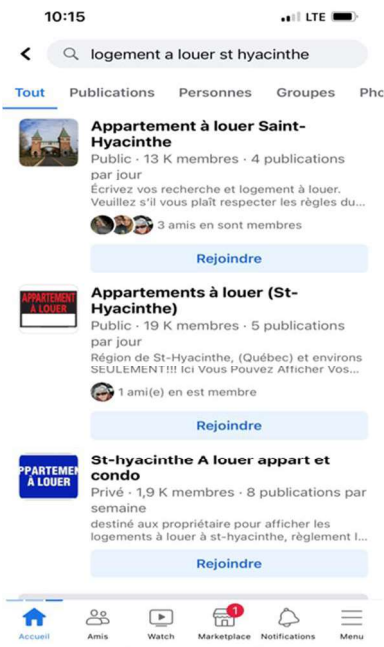 10:15
LTE
logement a louer st hyacinthe
Tout Publications Personnes Groupes Pho
Appartement à louer Saint-
Hyacinthe
Public · 13 K membres · 4 publications
par jour
Écrivez vos recherche et logement à louer.
Veuillez s'il vous plaît respecter les règles du...
3 amis en sont membres
Rejoindre
APPARTEMENT
À LOUER
Appartements à louer (St-
Hyacinthe)
Public · 19 K membres · 5 publications
par jour
Région de St-Hyacinthe, (Québec) et environs
SEULEMENT!!! Ici Vous Pouvez Afficher Vos...
1 ami(e) en est membre
Rejoindre
PPARTEMEN
À LOUER
St-hyacinthe A louer appart et
condo
Privé · 1,9 K membres · 8 publications par
semaine
destiné aux propriétaire pour afficher les
logements à louer à st-hyacinthe, règlement l...
Rejoindre
1
Accueil Amis Watch Marketplace Notifications Menu